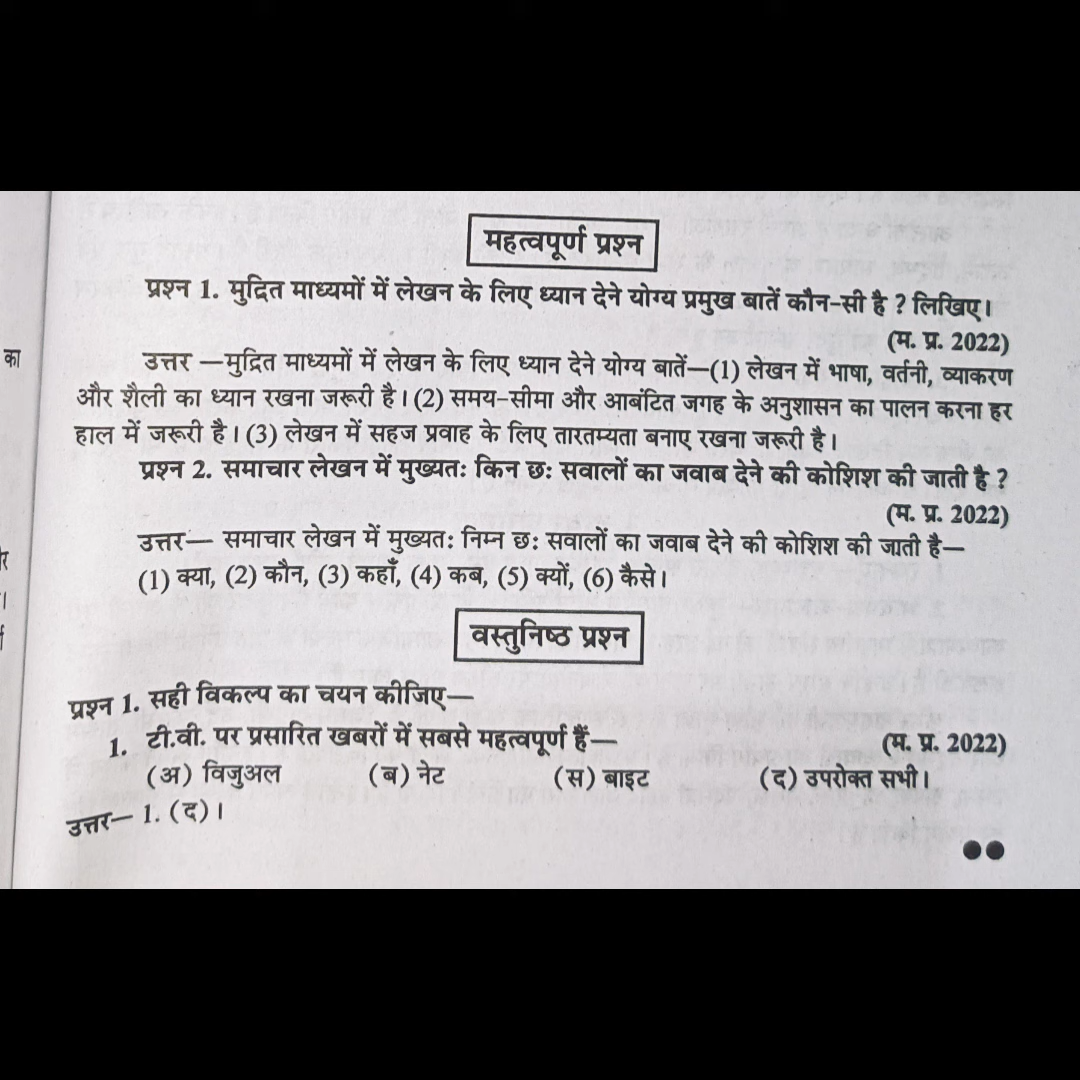 महत्वपूर्ण प्रश्न
प्रश्न 1. मुद्रित माध्यमों में लेखन के लिए ध्यान देने योग्य प्रमुख बातें कौन-सी है ? लिखिए।
(म. प्र. 2022)
उत्तर —मुद्रित माध्यमों में लेखन के लिए ध्यान देने योग्य बातें—(1) लेखन में भाषा, वर्तनी, व्याकरण
का
और शैली का ध्यान रखना जरूरी है। (2) समय-सीमा और आबंटित जगह के अनुशासन का पालन करना हर
हाल में जरूरी है। (3) लेखन में सहज प्रवाह के लिए तारतम्यता बनाए रखना जरूरी है।
प्रश्न 2. समाचार लेखन में मुख्यतः किन छः सवालों का जवाब देने की कोशिश की जाती है ?
(म. प्र. 2022)
उत्तर— समाचार लेखन में मुख्यतः निम्न छः सवालों का जवाब देने की कोशिश की जाती है—
(1) क्या, (2) कौन, (3) कहाँ, (4) कब, (5) क्यों, (6) कैसे।
वस्तुनिष्ठ प्रश्न
प्रश्न 1. सही विकल्प का चयन कीजिए—
1. टी.वी. पर प्रसारित खबरों में सबसे महत्वपूर्ण हैं— (म. प्र. 2022)
(अ) विजुअल (ब) नेट (स) बाइट (द) उपरोक्त सभी।
उत्तर— 1. (द)।